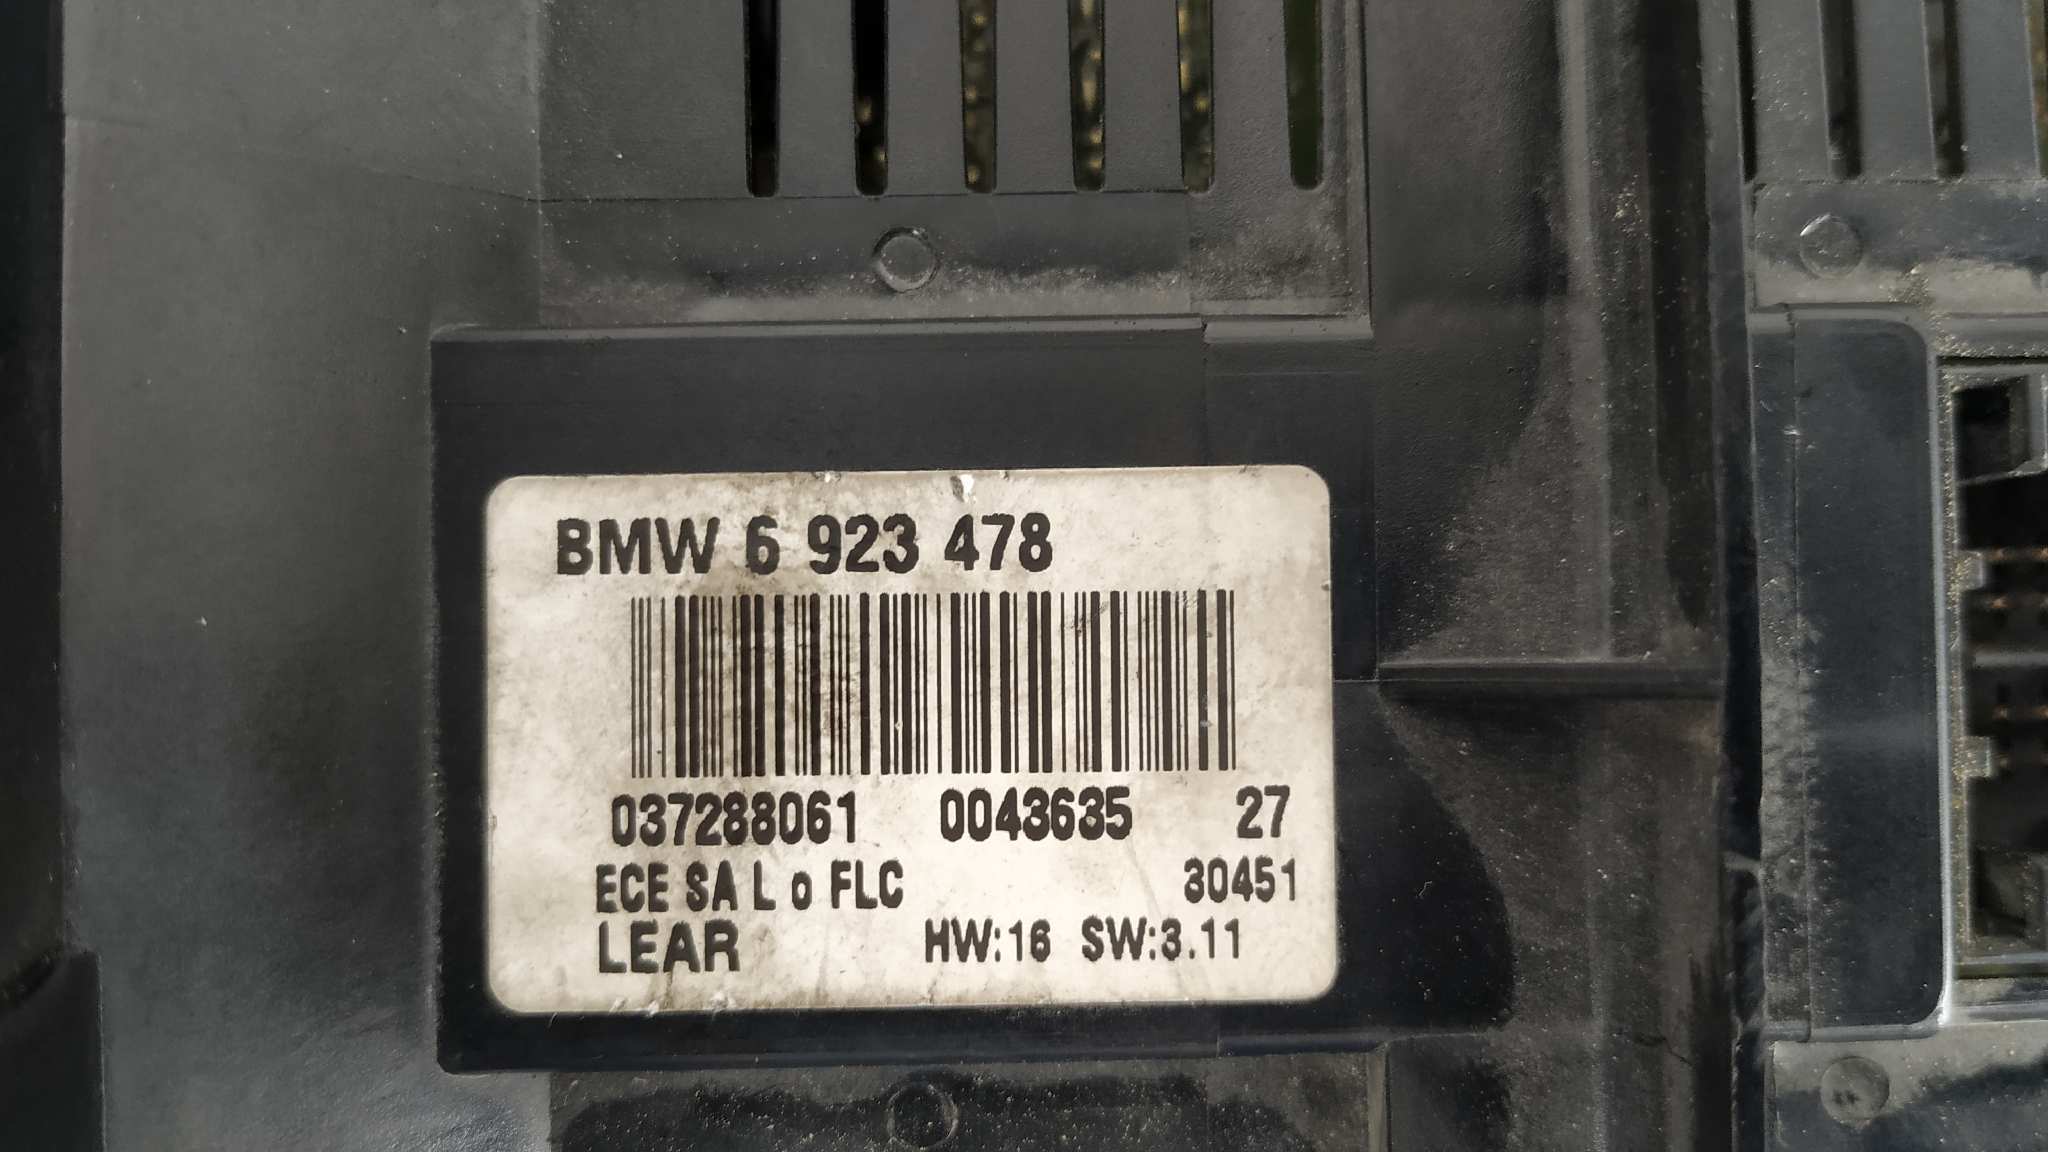 BMW 6 923 478
037288061 0043635 27
ECE SA L o FLC 30451
LEAR HW:16 SW:3.11